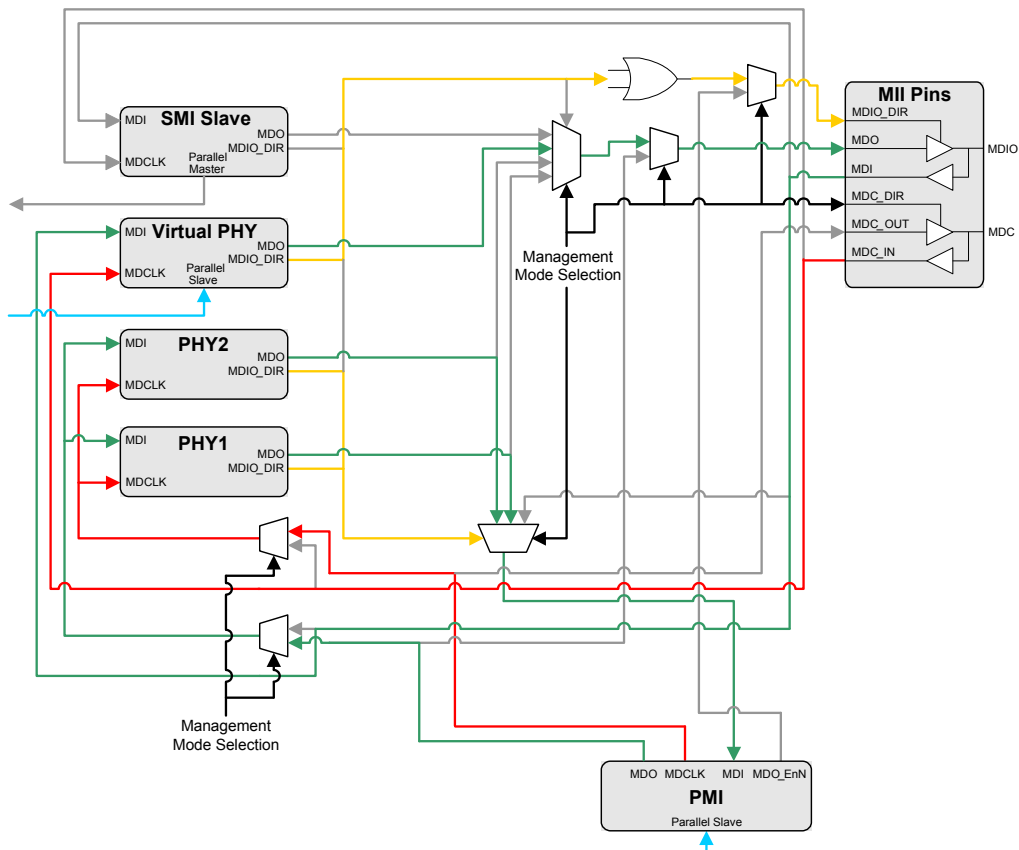 SMI Slave
MDI
MDCLK
MDO
MDIO_DIR
Parallel
Master
MII Pins
MDIO_DIR
MDO
MDI
MDC_DIR
MDC_OUT
MDC_IN
MDIO
MDC
Virtual PHY
MDI
MDCLK
MDO
MDIO_DIR
Parallel
Slave
Management
Mode Selection
PHY2
MDI
MDCLK
MDO
MDIO_DIR
PHY1
MDI
MDCLK
MDO
MDIO_DIR
Management
Mode Selection
MDO MDCLK MDI MDO_EnN
PMI
Parallel Slave